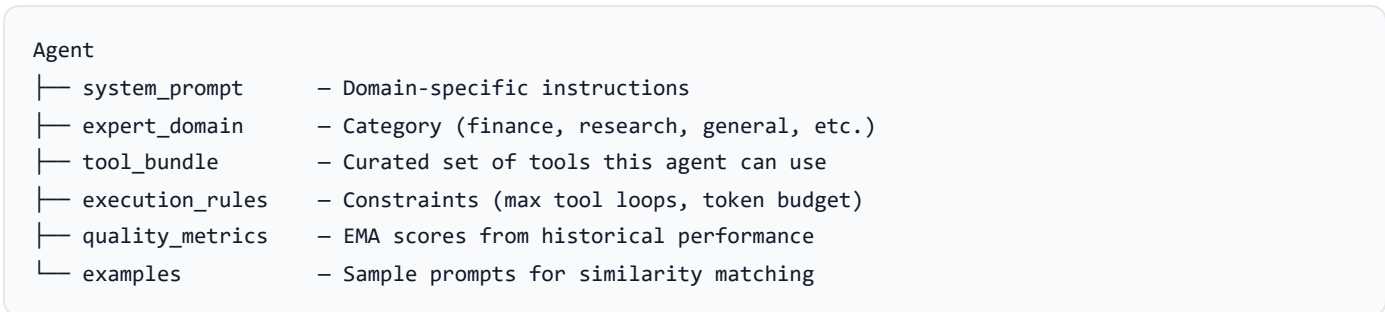 Agent
├── system_prompt      — Domain-specific instructions
├── expert_domain      — Category (finance, research, general, etc.)
├── tool_bundle        — Curated set of tools this agent can use
├── execution_rules    — Constraints (max tool loops, token budget)
├── quality_metrics    — EMA scores from historical performance
└── examples           — Sample prompts for similarity matching